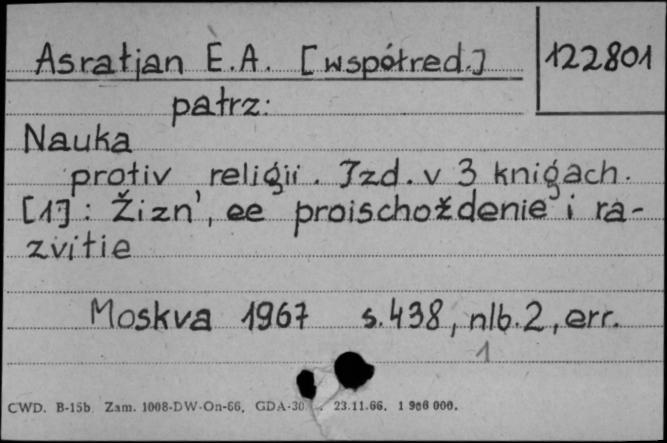 Asratjan E.A. [współred.] 122801
patrz:
Nauka
protiv religii. Izd. v 3 knigach.
[1]: Žizn', ee proischoždenie i ra-
zvitie
Moskva 1967 s. 438, nlb. 2, err.
1
CWD. B-15b Zam. 1008-DW-On-66. GDA-30 23.11.66. 1 906 000.